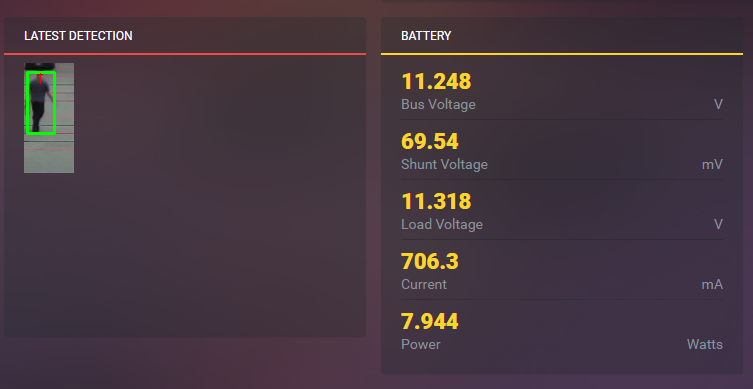 LATEST DETECTION
BATTERY
11.248
Bus Voltage V
69.54
Shunt Voltage mV
11.318
Load Voltage V
706.3
Current mA
7.944
Power Watts